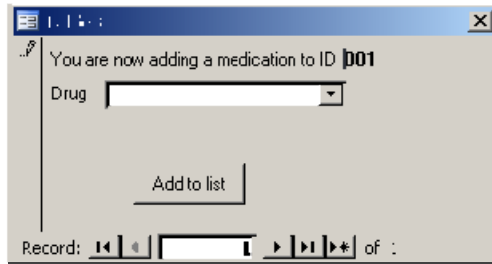 You are now adding a medication to ID 001
Drug
Add to list
Record: of